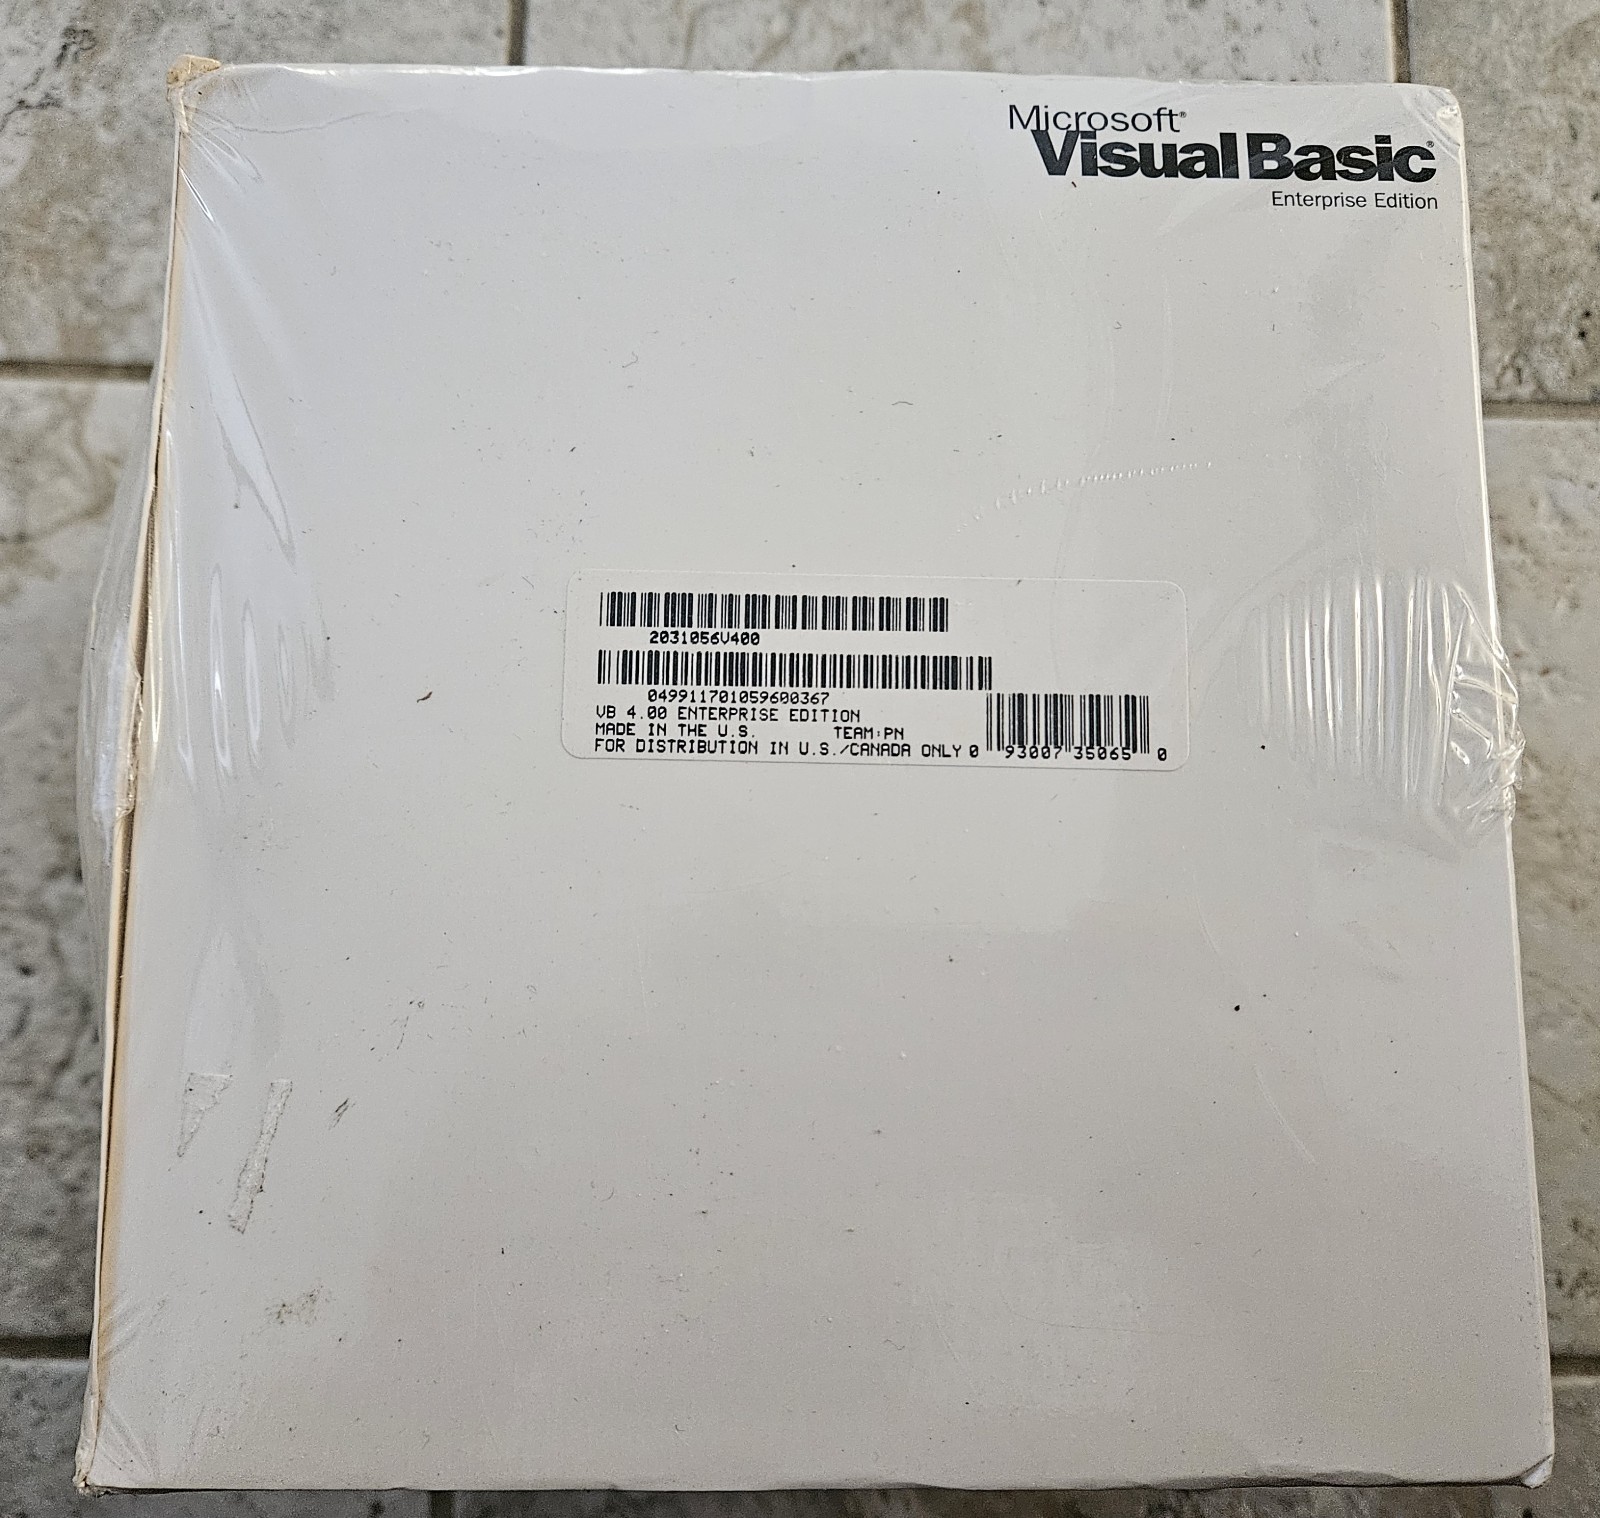 Microsoft®
Visual Basic®
Enterprise Edition
2031056V400
049911701059600367
VB 4.00 ENTERPRISE EDITION
MADE IN THE U.S. TEAM:PN
FOR DISTRIBUTION IN U.S./CANADA ONLY
0 93007 35065 0